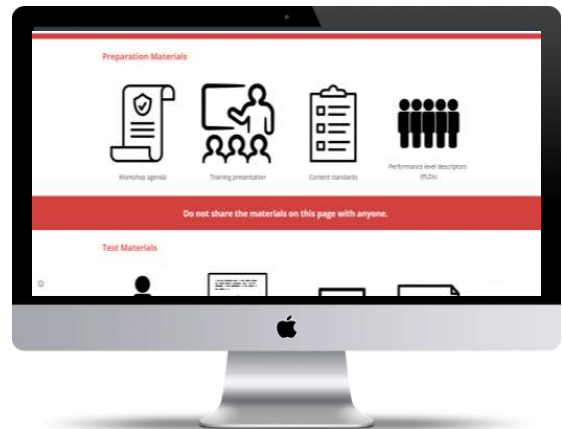 Preparation Materials
Workshop agenda
Training presentation
Content standards
Performance level descriptors
(PLDs)
Do not share the materials on this page with anyone.
Test Materials